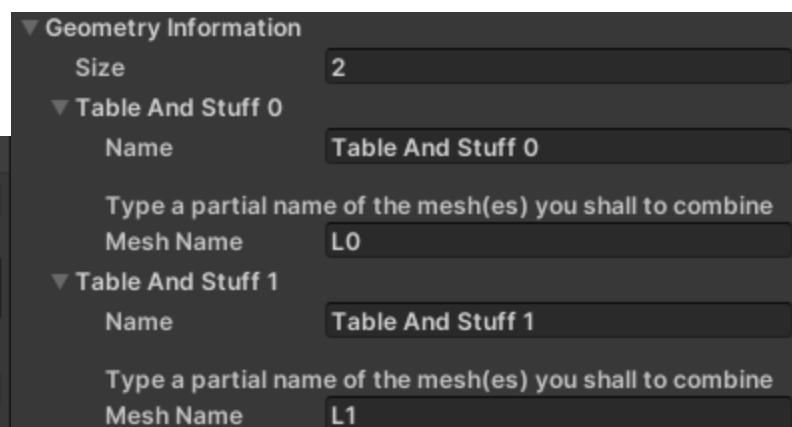 Geometry Information
Size 2
Table And Stuff 0
Name Table And Stuff 0
Type a partial name of the mesh(es) you shall to combine
Mesh Name L0
Table And Stuff 1
Name Table And Stuff 1
Type a partial name of the mesh(es) you shall to combine
Mesh Name L1